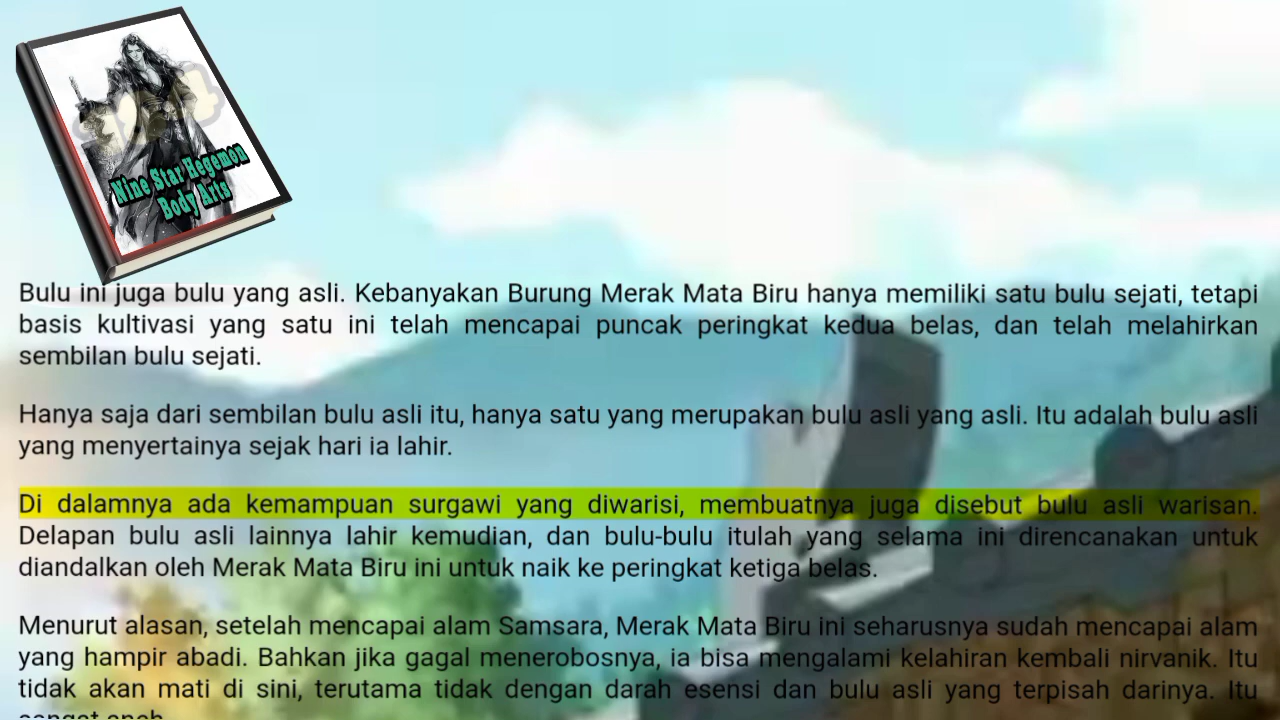 Nine Star Hegemon
Body Arts
Bulu ini juga bulu yang asli. Kebanyakan Burung Merak Mata Biru hanya memiliki satu bulu sejati, tetapi
basis kultivasi yang satu ini telah mencapai puncak peringkat kedua belas, dan telah melahirkan
sembilan bulu sejati.
Hanya saja dari sembilan bulu asli itu, hanya satu yang merupakan bulu asli yang asli. Itu adalah bulu asli
yang menyertainya sejak hari ia lahir.
Di dalamnya ada kemampuan surgawi yang diwarisi, membuatnya juga disebut bulu asli warisan.
Delapan bulu asli lainnya lahir kemudian, dan bulu-bulu itulah yang selama ini direncanakan untuk
diandalkan oleh Merak Mata Biru ini untuk naik ke peringkat ketiga belas.
Menurut alasan, setelah mencapai alam Samsara, Merak Mata Biru ini seharusnya sudah mencapai alam
yang hampir abadi. Bahkan jika gagal menerobosnya, ia bisa mengalami kelahiran kembali nirvanik. Itu
tidak akan mati di sini, terutama tidak dengan darah esensi dan bulu asli yang terpisah darinya. Itu